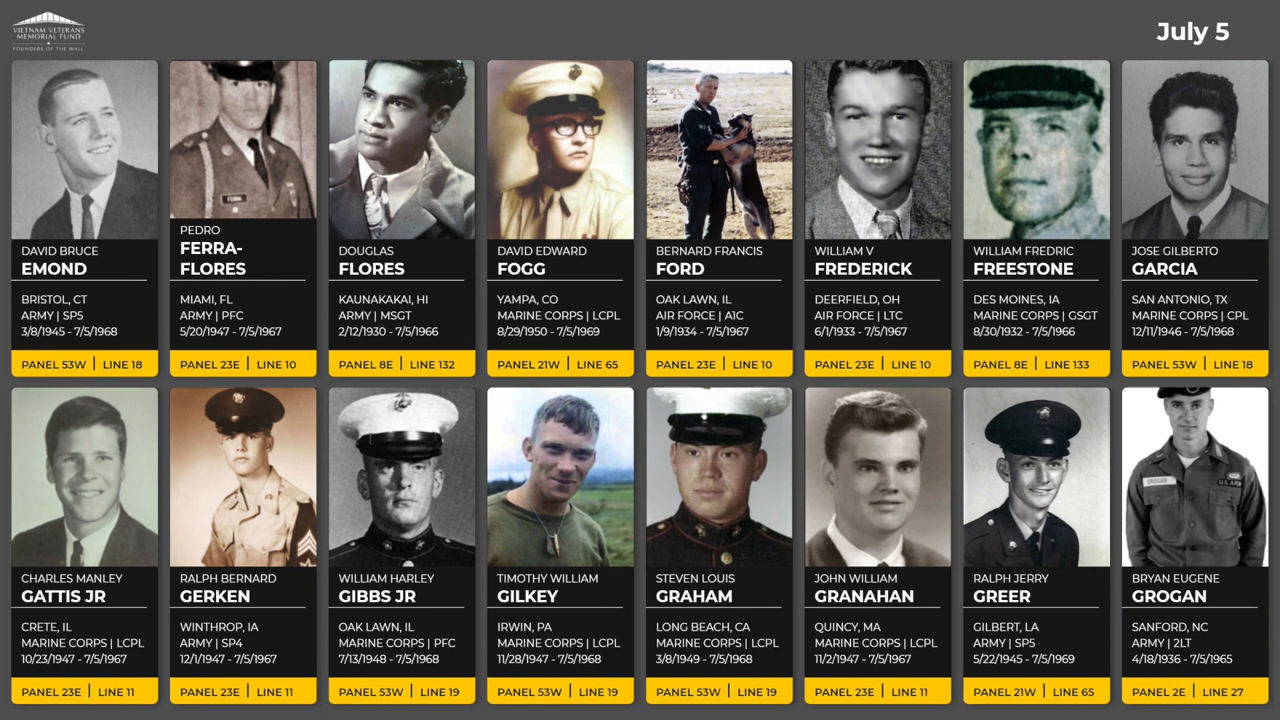 VIETNAM VETERANS
MEMORIAL FUND
FOUNDERS OF THE WALL
July 5
DAVID BRUCE
EMOND
BRISTOL, CT
ARMY | SP5
3/8/1945 - 7/5/1968
PANEL 53W | LINE 18
FERRA
PEDRO
FERRA-
FLORES
MIAMI, FL
ARMY | PFC
5/20/1947 - 7/5/1967
PANEL 23E | LINE 10
DOUGLAS
FLORES
KAUNAKAKAI, HI
ARMY | MSGT
2/12/1930 - 7/5/1966
PANEL 8E | LINE 132
DAVID EDWARD
FOGG
YAMPA, CO
MARINE CORPS | LCPL
8/29/1950 - 7/5/1969
PANEL 21W | LINE 65
BERNARD FRANCIS
FORD
OAK LAWN, IL
AIR FORCE | A1C
1/9/1934 - 7/5/1967
PANEL 23E | LINE 10
WILLIAM V
FREDERICK
DEERFIELD, OH
AIR FORCE | LTC
6/1/1933 - 7/5/1967
PANEL 23E | LINE 10
WILLIAM FREDRIC
FREESTONE
DES MOINES, IA
MARINE CORPS | GSGT
8/30/1932 - 7/5/1966
PANEL 8E | LINE 133
JOSE GILBERTO
GARCIA
SAN ANTONIO, TX
MARINE CORPS | CPL
12/11/1946 - 7/5/1968
PANEL 53W | LINE 18
CHARLES MANLEY
GATTIS JR
CRETE, IL
MARINE CORPS | LCPL
10/23/1947 - 7/5/1967
PANEL 23E | LINE 11
RALPH BERNARD
GERKEN
WINTHROP, IA
ARMY | SP4
12/1/1947 - 7/5/1967
PANEL 23E | LINE 11
WILLIAM HARLEY
GIBBS JR
OAK LAWN, IL
MARINE CORPS | PFC
7/13/1948 - 7/5/1968
PANEL 53W | LINE 19
TIMOTHY WILLIAM
GILKEY
IRWIN, PA
MARINE CORPS | LCPL
11/28/1947 - 7/5/1968
PANEL 53W | LINE 19
STEVEN LOUIS
GRAHAM
LONG BEACH, CA
MARINE CORPS | LCPL
3/8/1949 - 7/5/1968
PANEL 53W | LINE 19
JOHN WILLIAM
GRANAHAN
QUINCY, MA
MARINE CORPS | LCPL
11/2/1947 - 7/5/1967
PANEL 23E | LINE 11
RALPH JERRY
GREER
GILBERT, LA
ARMY | SP5
5/22/1945 - 7/5/1969
PANEL 21W | LINE 65
GROGAN
U.S. ARMY
BRYAN EUGENE
GROGAN
SANFORD, NC
ARMY | 2LT
4/18/1936 - 7/5/1965
PANEL 2E | LINE 27